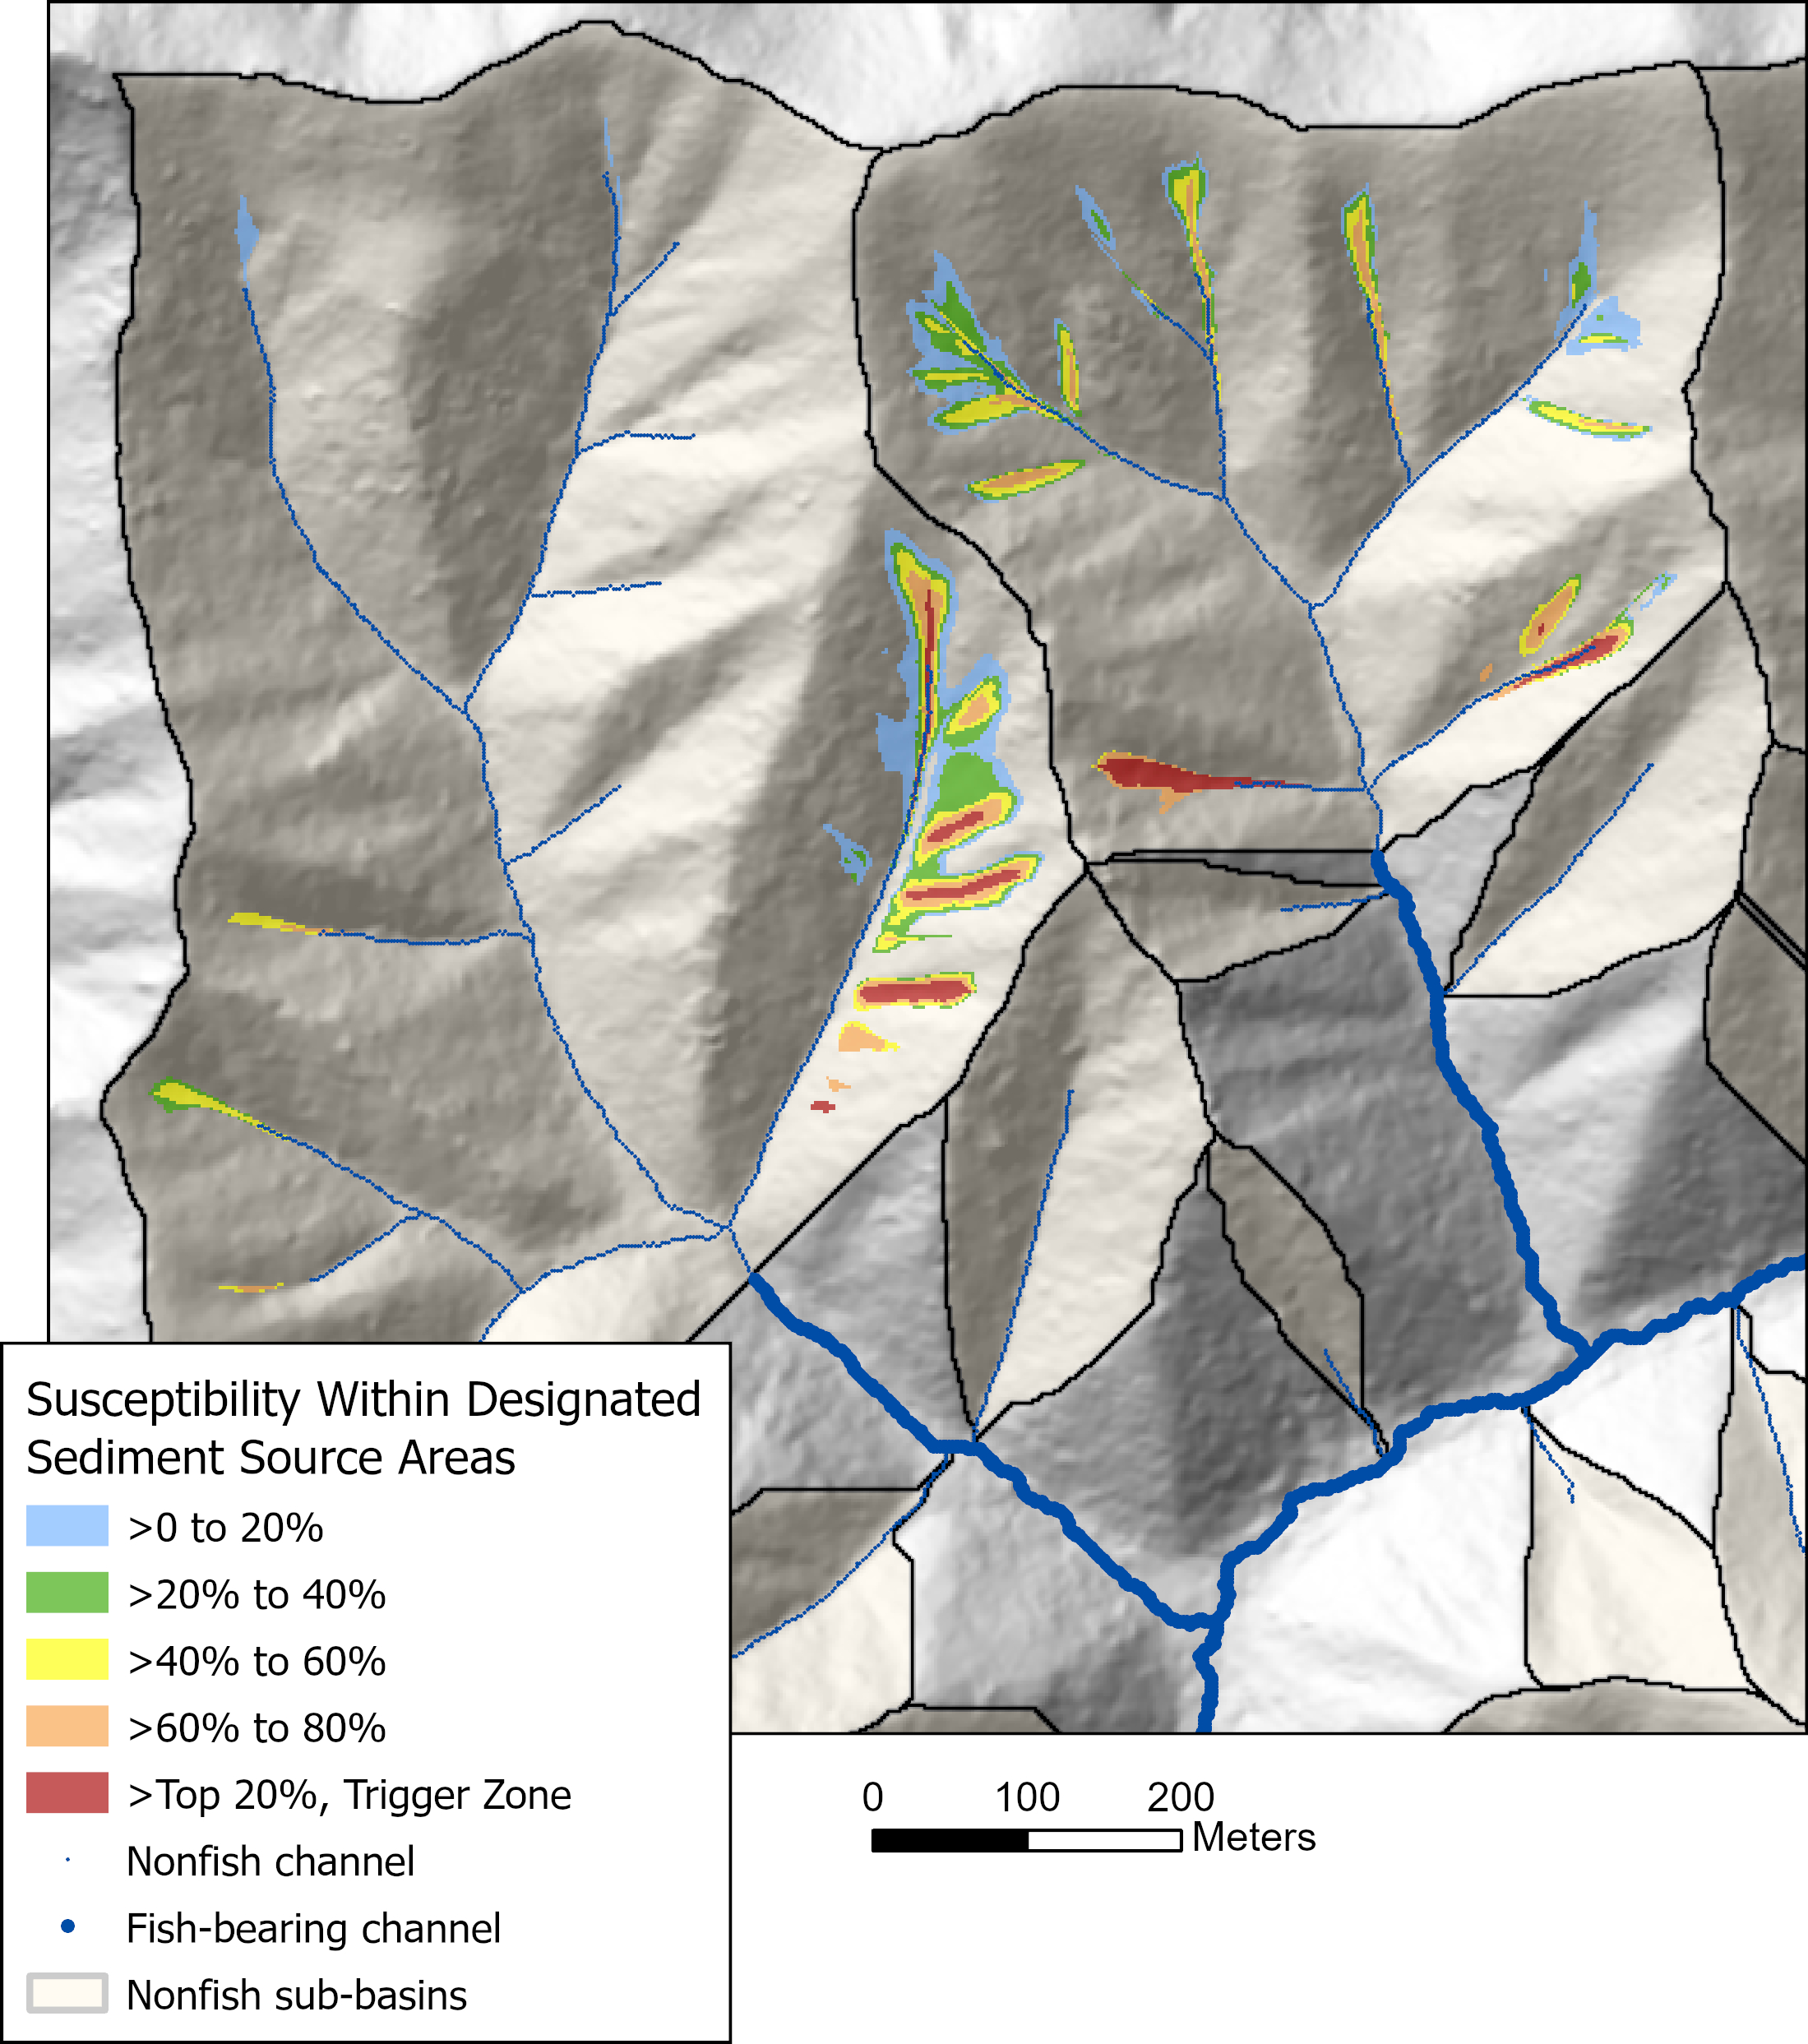 Susceptibility Within Designated
Sediment Source Areas
>0 to 20%
>20% to 40%
>40% to 60%
>60% to 80%
>Top 20%, Trigger Zone
Nonfish channel
Fish-bearing channel
Nonfish sub-basins
0 100 200
Meters